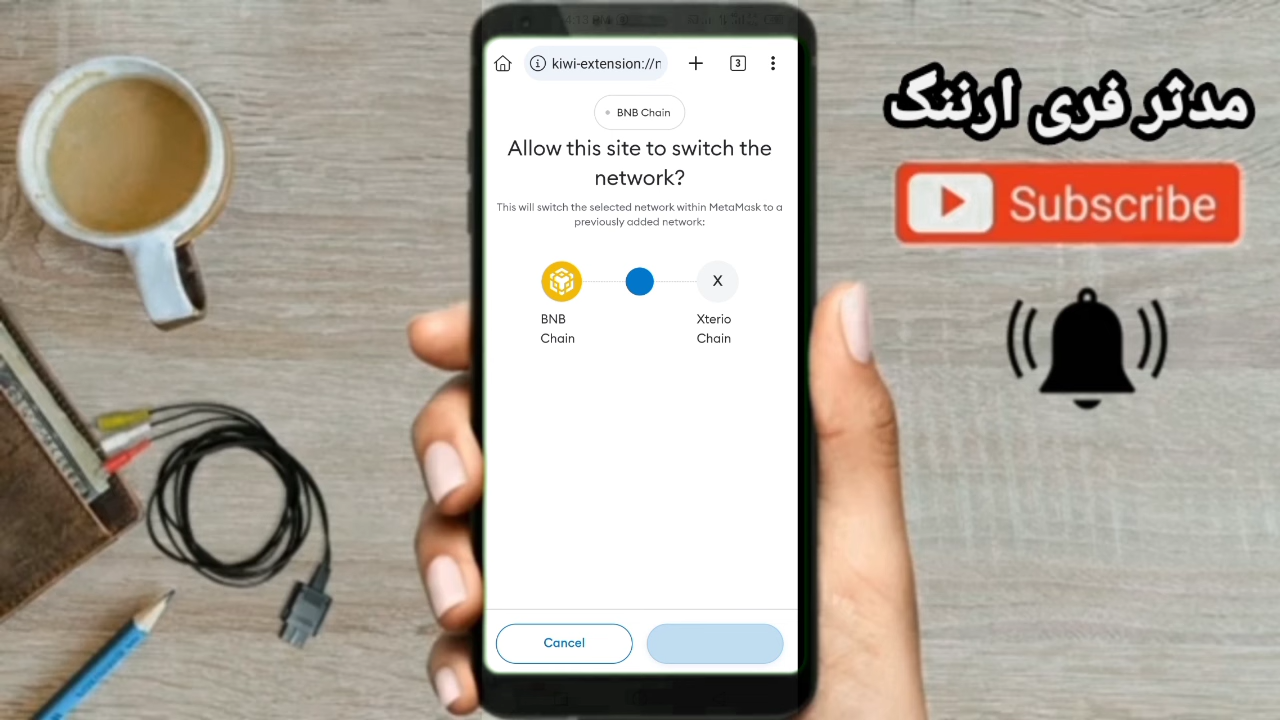 kiwi-extension://n
3
BNB Chain
Allow this site to switch the
network?
This will switch the selected network within MetaMask to a
previously added network:
X
BNB
Chain
Xterio
Chain
Cancel
مدثر فری ارننگ
Subscribe